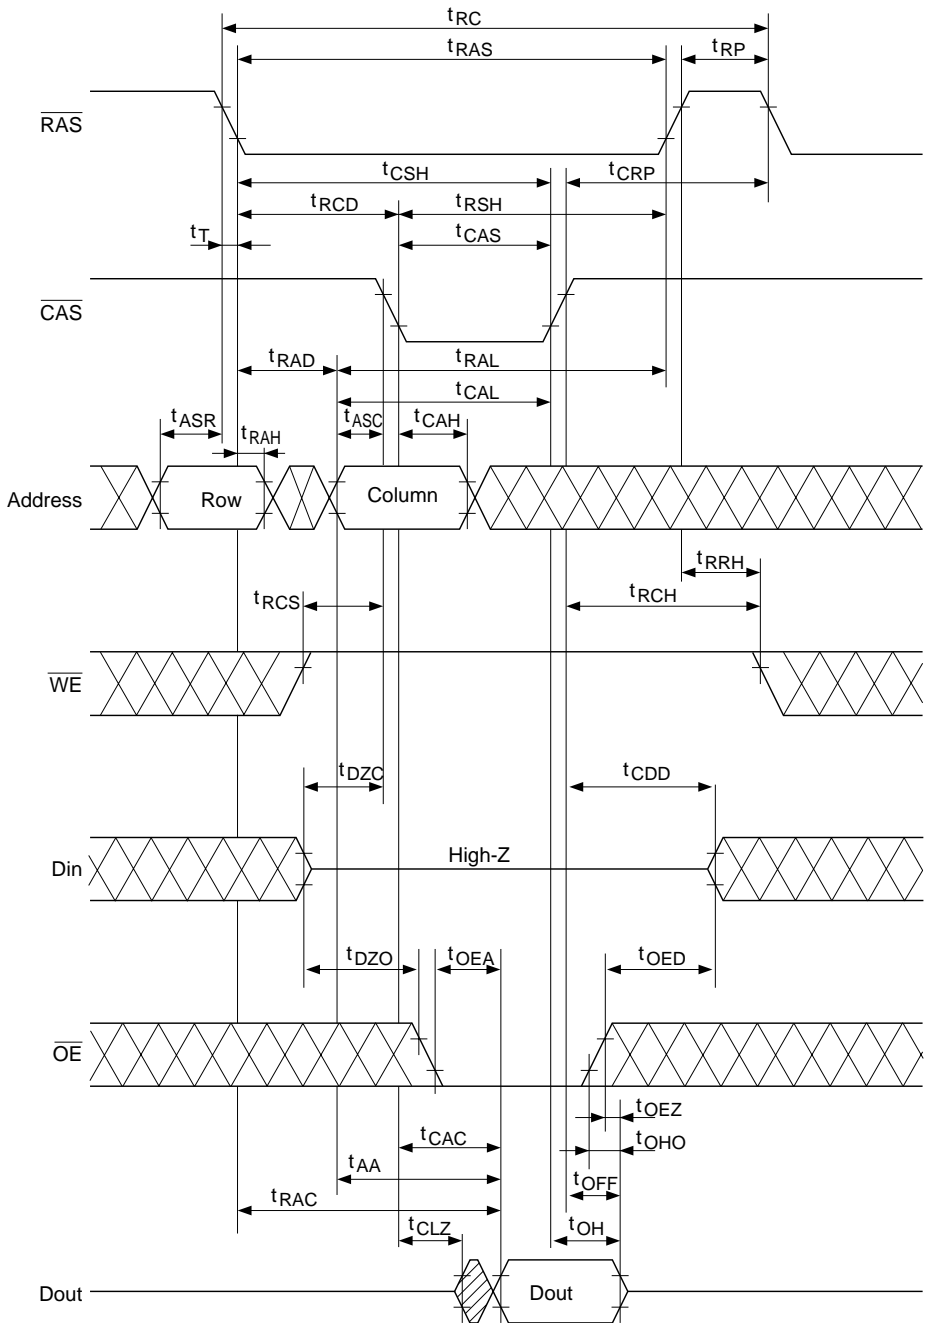 tRC
tRAS
tRP
RAS
tCSH
tCRP
tRCD
tRSH
tT
tCAS
CAS
tRAD
tRAL
tCAL
tASR
tASC
tCAH
tRAH
Address
Row
Column
tRRH
tRCS
tRCH
WE
tDZC
tCDD
High-Z
Din
tDZO
tOEA
tOED
OE
tOEZ
tCAC
tOHO
tAA
tOFF
tRAC
tCLZ
tOH
Dout
Dout